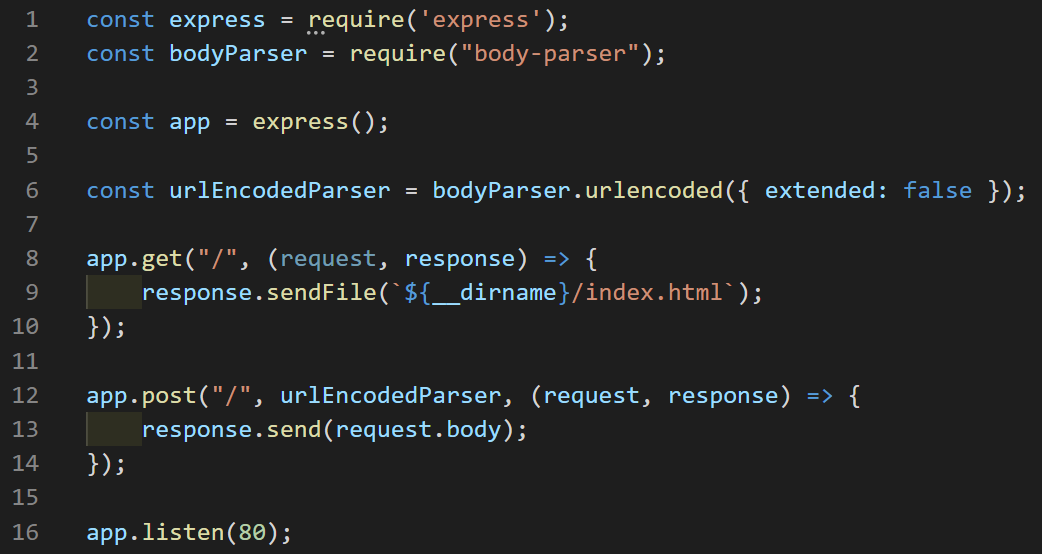 1 const express = require('express');
2 const bodyParser = require("body-parser");
3
4 const app = express();
5
6 const urlEncodedParser = bodyParser.urlencoded({ extended: false });
7
8 app.get("/", (request, response) => {
9     response.sendFile(`${__dirname}/index.html`);
10 });
11
12 app.post("/", urlEncodedParser, (request, response) => {
13     response.send(request.body);
14 });
15
16 app.listen(80);